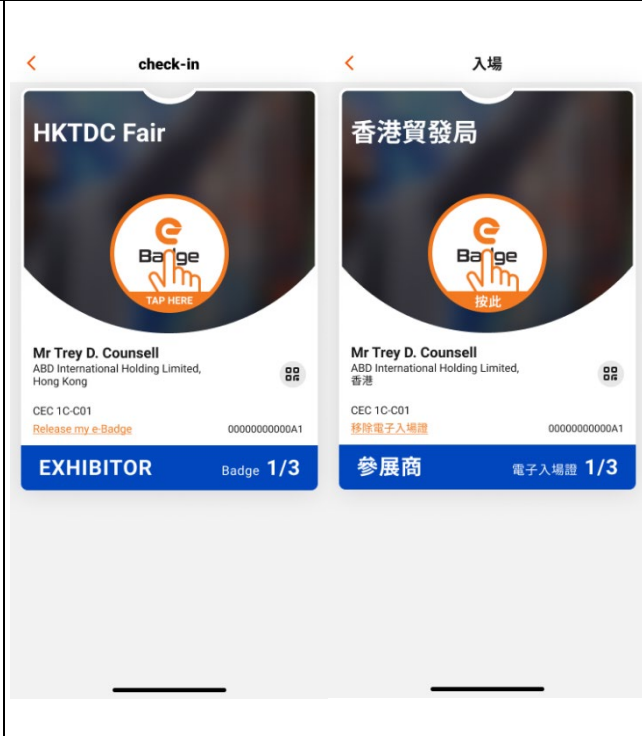 check-in
HKTDC Fair
Badge
TAP HERE
Mr Trey D. Counsell
ABD International Holding Limited,
Hong Kong
CEC 1C-C01
Release my e-Badge
00000000000A1
EXHIBITOR
Badge 1/3
入場
香港貿發局
Badge
按此
Mr Trey D. Counsell
ABD International Holding Limited,
香港
CEC 1C-C01
移除電子入場證
00000000000A1
參展商
電子入場證 1/3